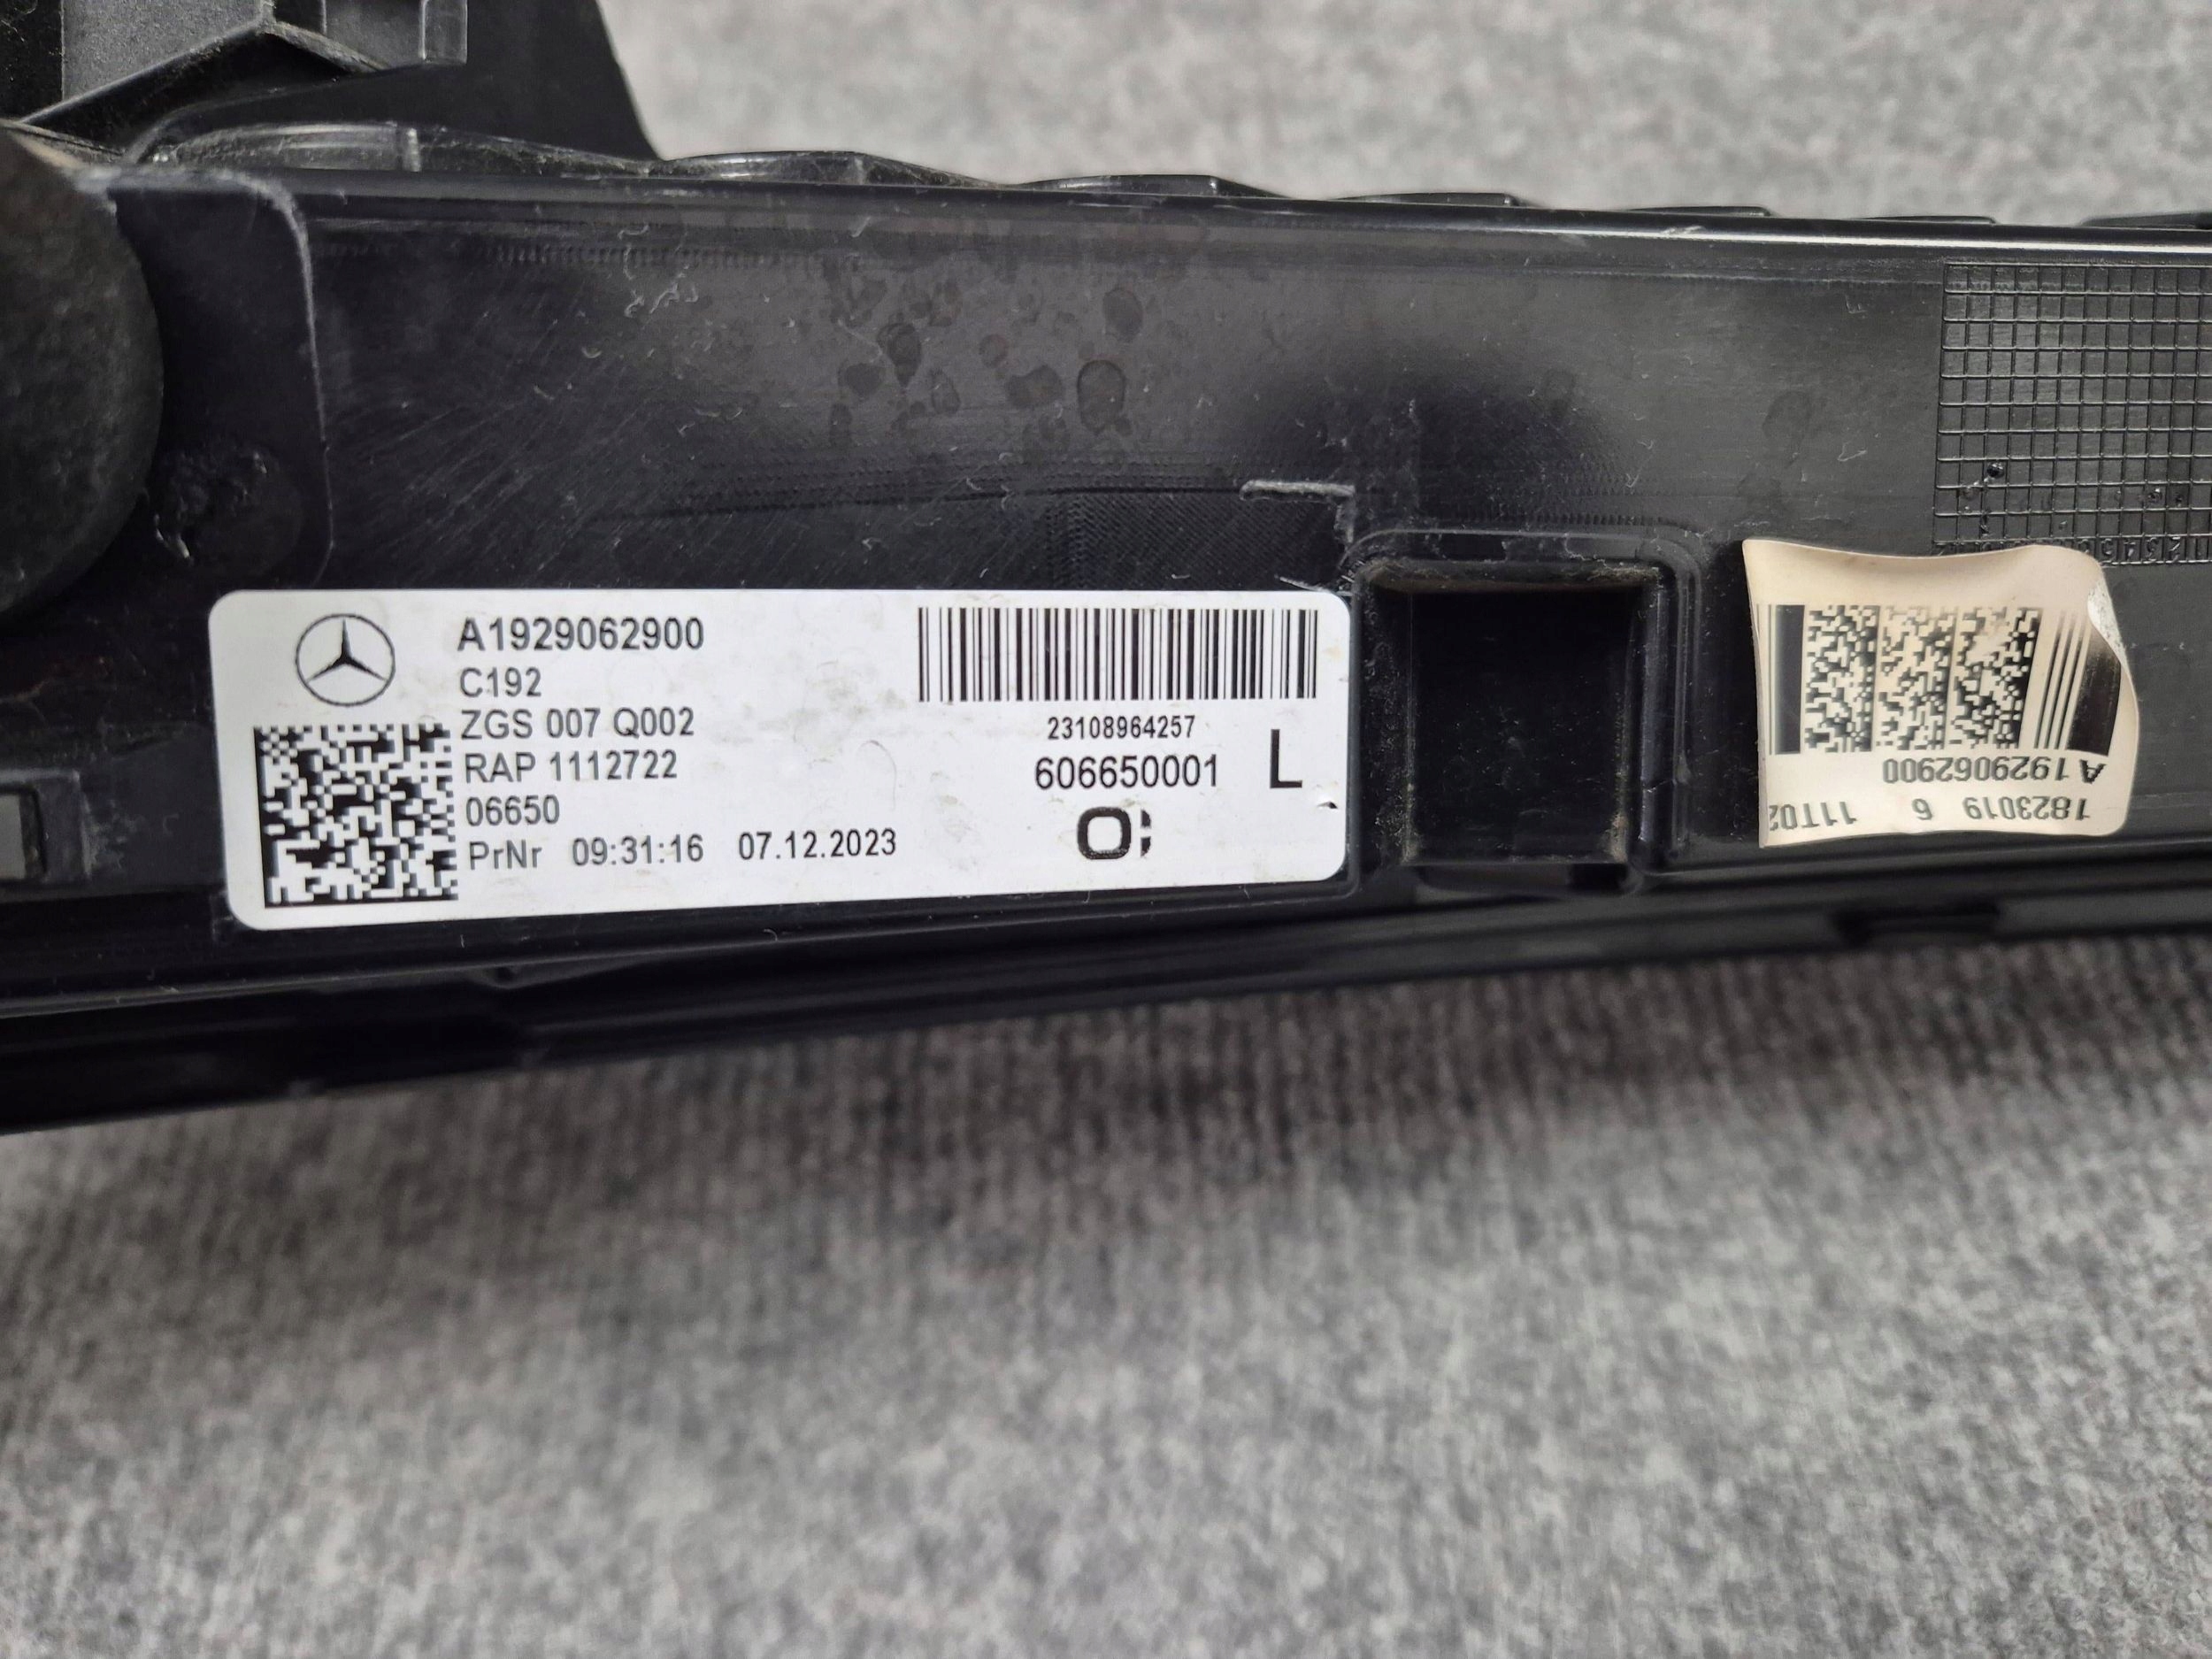 A1929062900
C192
ZGS 007 Q002
RAP 1112722
06650
PrNr 09:31:16 07.12.2023
23108964257
606650001 L
1823019 6 11T02
A1929062900